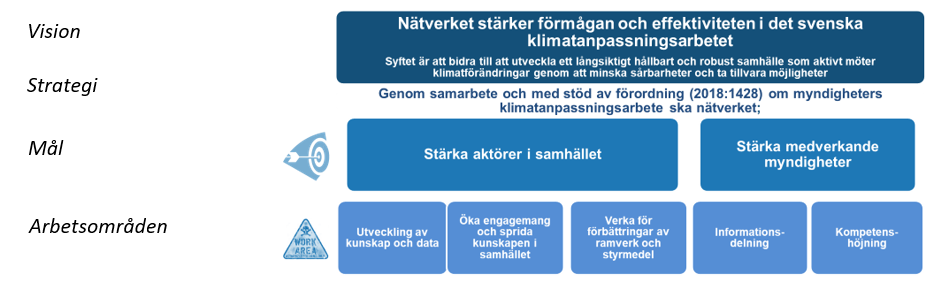 Vision
Nätverket stärker förmågan och effektiviteten i det svenska
klimatanpassningsarbetet
Syftet är att bidra till att utveckla ett långsiktigt hållbart och robust samhälle som aktivt möter
klimatförändringar genom att minska sårbarheter och ta tillvara möjligheter
Strategi
Genom samarbete och med stöd av förordning (2018:1428) om myndigheters
klimatanpassningsarbete ska nätverket;
Mål
Stärka aktörer i samhället
Stärka medverkande
myndigheter
Arbetsområden
WORK
AREA
Utveckling av
kunskap och data
Öka engagemang
och sprida
kunskapen i
samhället
Verka för
förbättringar av
ramverk och
styrmedel
Informations-
delning
Kompetens-
höjning